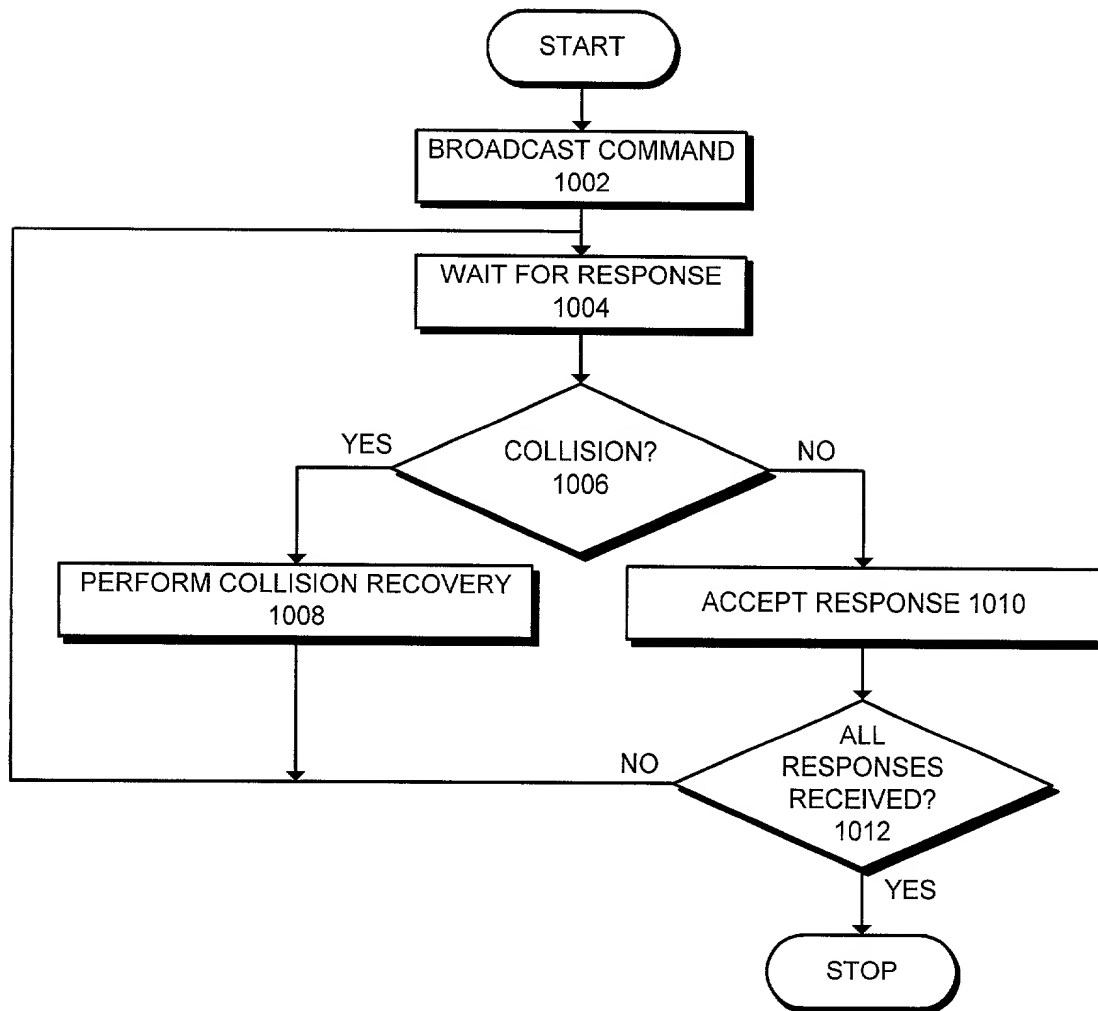 START
BROADCAST COMMAND
1002
WAIT FOR RESPONSE
1004
YES
COLLISION?
1006
NO
PERFORM COLLISION RECOVERY
1008
ACCEPT RESPONSE 1010
NO
ALL
RESPONSES
RECEIVED?
1012
YES
STOP